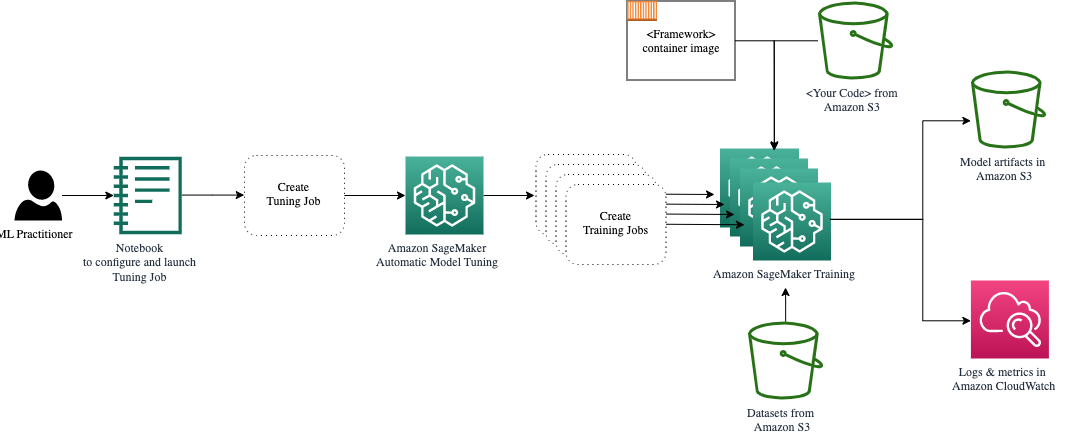 <Framework>
container image
<Your Code> from
Amazon S3
Model artifacts in
Amazon S3
ML Practitioner
Notebook
to configure and launch
Tuning Job
Create
Tuning Job
Amazon SageMaker
Automatic Model Tuning
Create
Training Jobs
Amazon SageMaker Training
Datasets from
Amazon S3
Logs & metrics in
Amazon CloudWatch